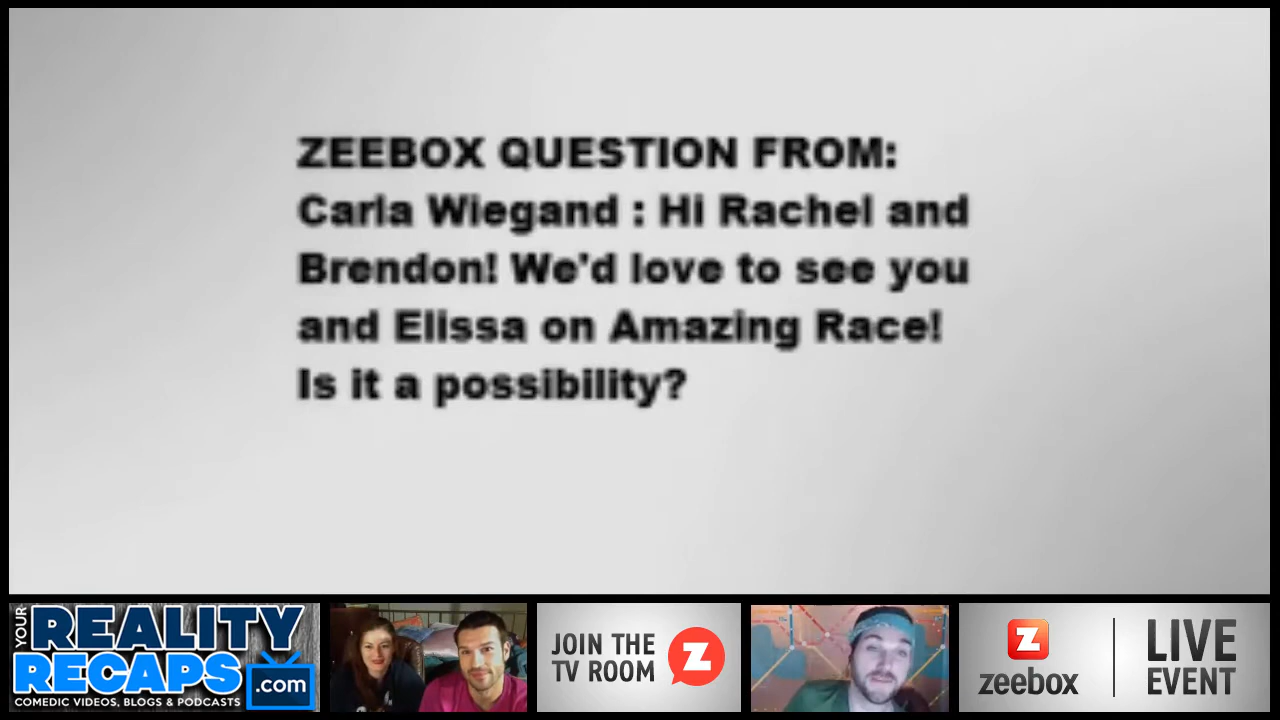 ZEEBOX QUESTION FROM:
Carla Wiegand : Hi Rachel and
Brendon! We'd love to see you
and Elissa on Amazing Race!
Is it a possibility?
YOUR
REALITY
RECAPS
.com
COMEDIC VIDEOS, BLOGS & PODCASTS
JOIN THE
TV ROOM
z
z
zeebox
LIVE
EVENT